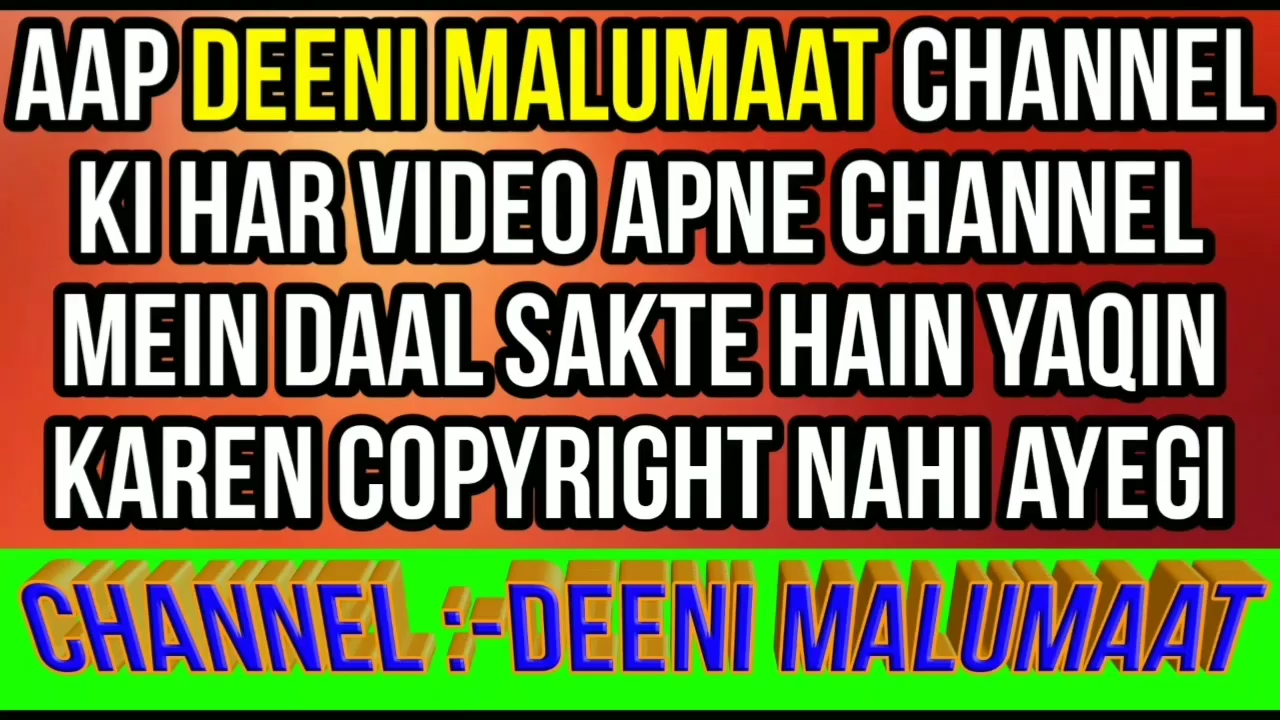 AAP DEENI MALUMAAT CHANNEL
KI HAR VIDEO APNE CHANNEL
MEIN DAAL SAKTE HAIN YAQIN
KAREN COPYRIGHT NAHI AYEGI
CHANNEL :-DEENI MALUMAAT